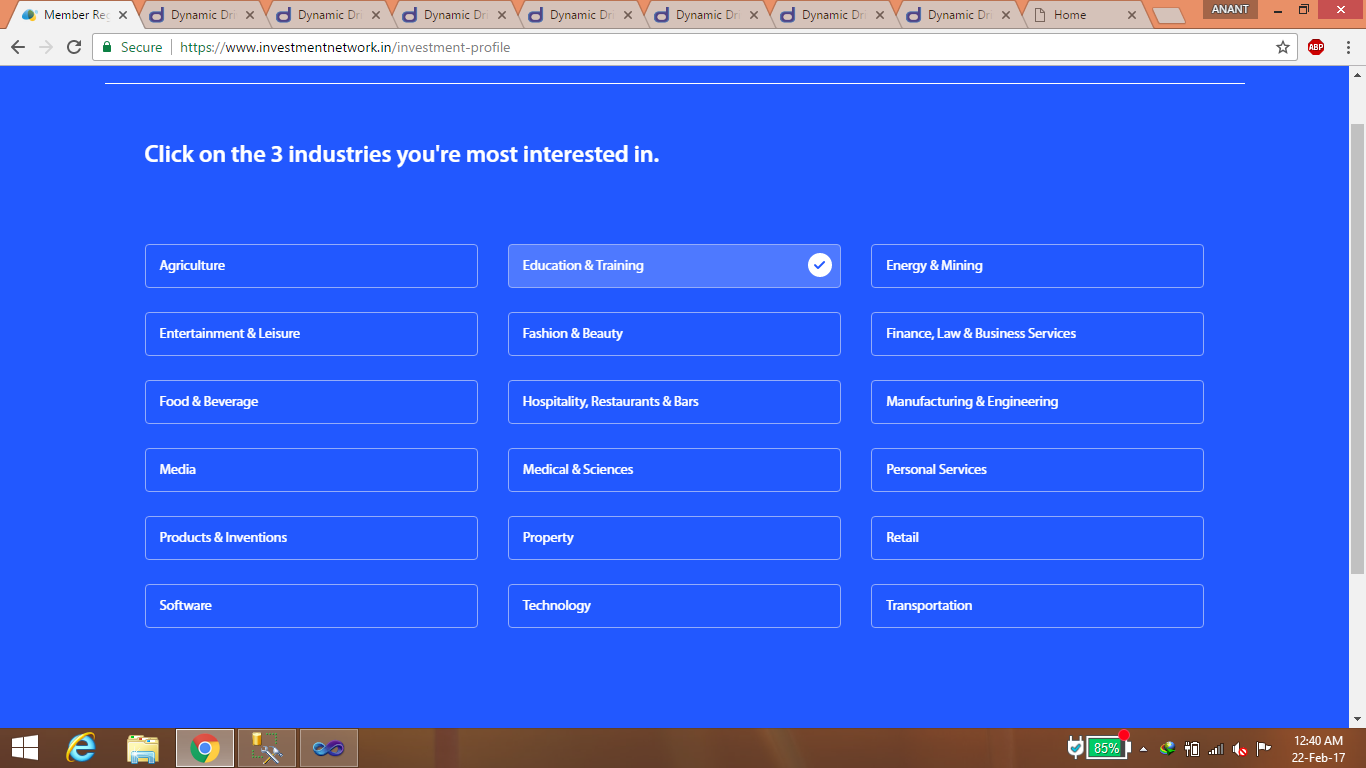 Member Reg
Dynamic Dri
Dynamic Dri
Dynamic Dri
Dynamic Dri
Dynamic Dri
Dynamic Dri
Dynamic Dri
Home
ANANT
Secure
https://www.investmentnetwork.in/investment-profile
ABP
Click on the 3 industries you're most interested in.
Agriculture
Education & Training
Energy & Mining
Entertainment & Leisure
Fashion & Beauty
Finance, Law & Business Services
Food & Beverage
Hospitality, Restaurants & Bars
Manufacturing & Engineering
Media
Medical & Sciences
Personal Services
Products & Inventions
Property
Retail
Software
Technology
Transportation
85%
12:40 AM
22-Feb-17